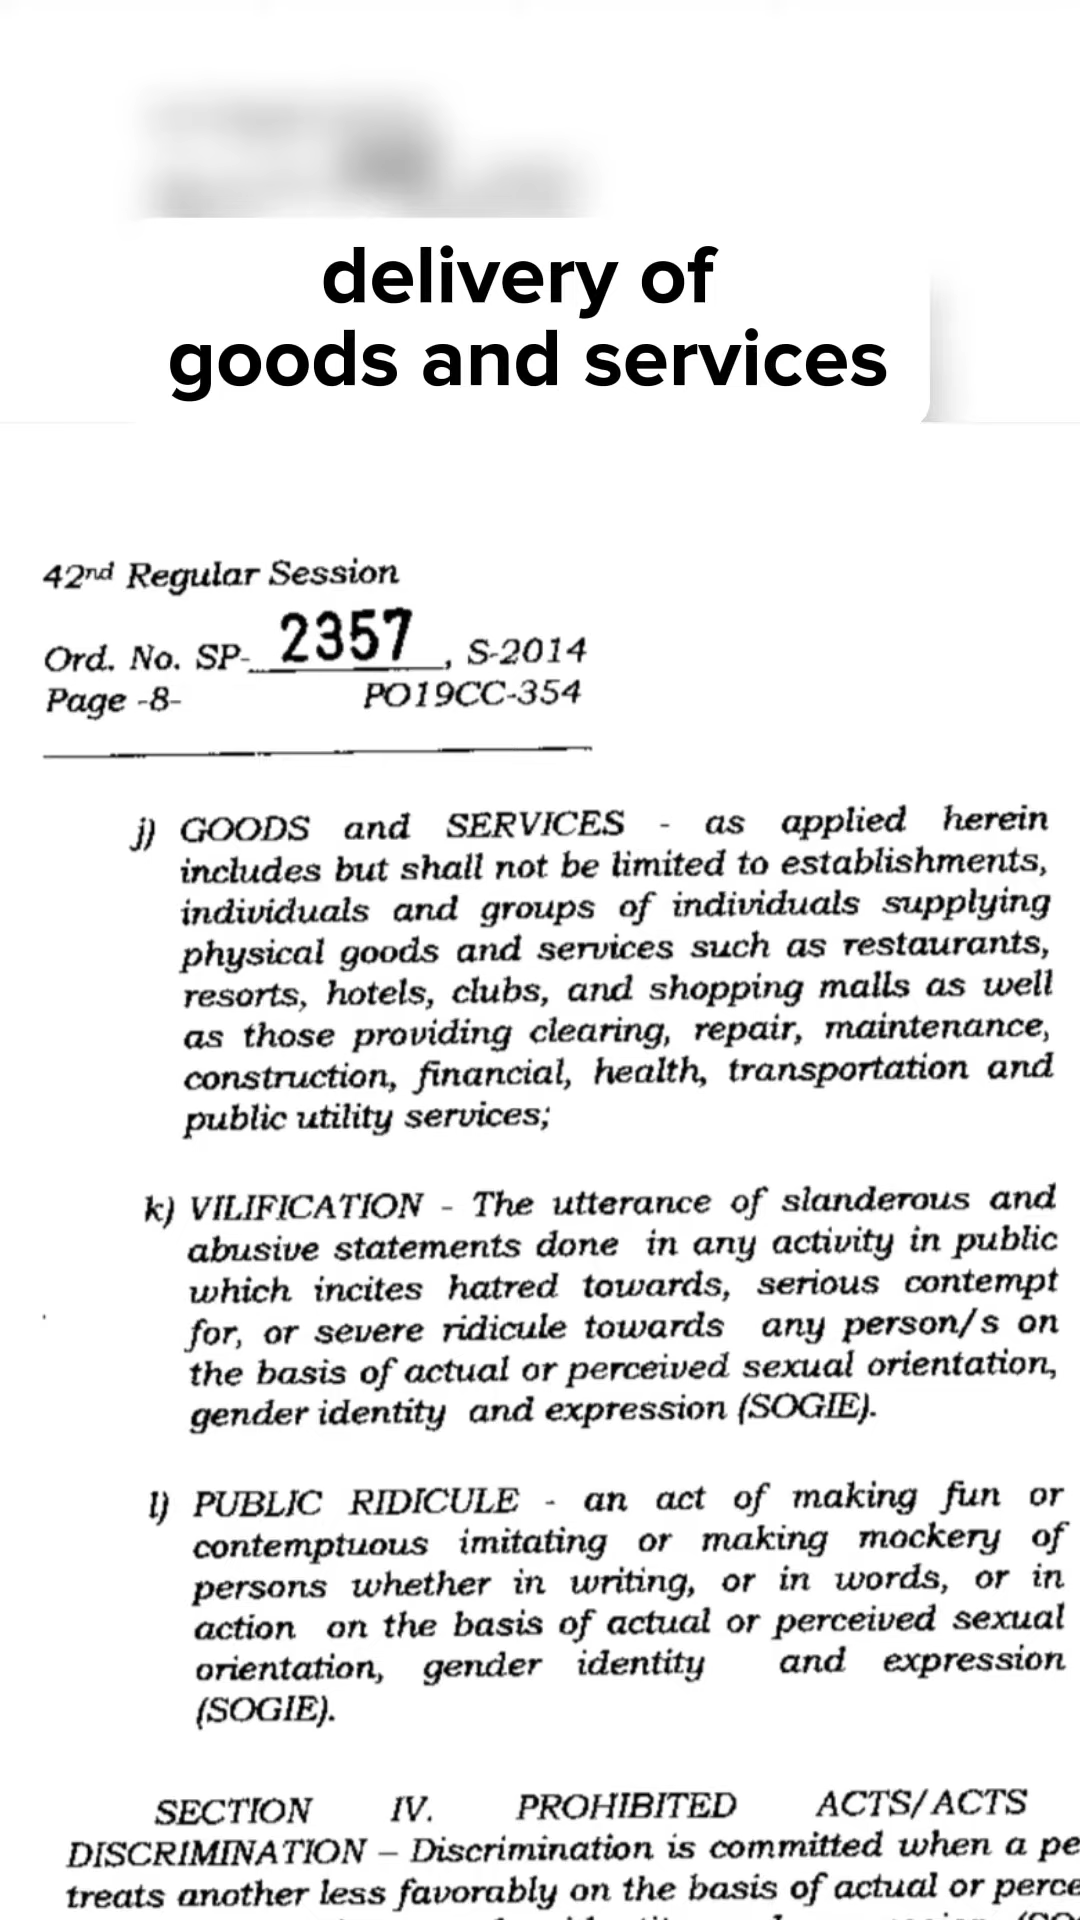 delivery of
goods and services
42nd Regular Session
Ord. No. SP- 2357, S-2014
Page -8- PO19CC-354
j) GOODS and SERVICES - as applied herein
includes but shall not be limited to establishments,
individuals and groups of individuals supplying
physical goods and services such as restaurants,
resorts, hotels, clubs, and shopping malls as well
as those providing clearing, repair, maintenance,
construction, financial, health, transportation and
public utility services;
k) VILIFICATION - The utterance of slanderous and
abusive statements done in any activity in public
which incites hatred towards, serious contempt
for, or severe ridicule towards any person/s on
the basis of actual or perceived sexual orientation,
gender identity and expression (SOGIE).
l) PUBLIC RIDICULE - an act of making fun or
contemptuous imitating or making mockery of
persons whether in writing, or in words, or in
action on the basis of actual or perceived sexual
orientation, gender identity and expression
(SOGIE).
SECTION IV. PROHIBITED ACTS/ACTS
DISCRIMINATION – Discrimination is committed when a pe
treats another less favorably on the basis of actual or perce